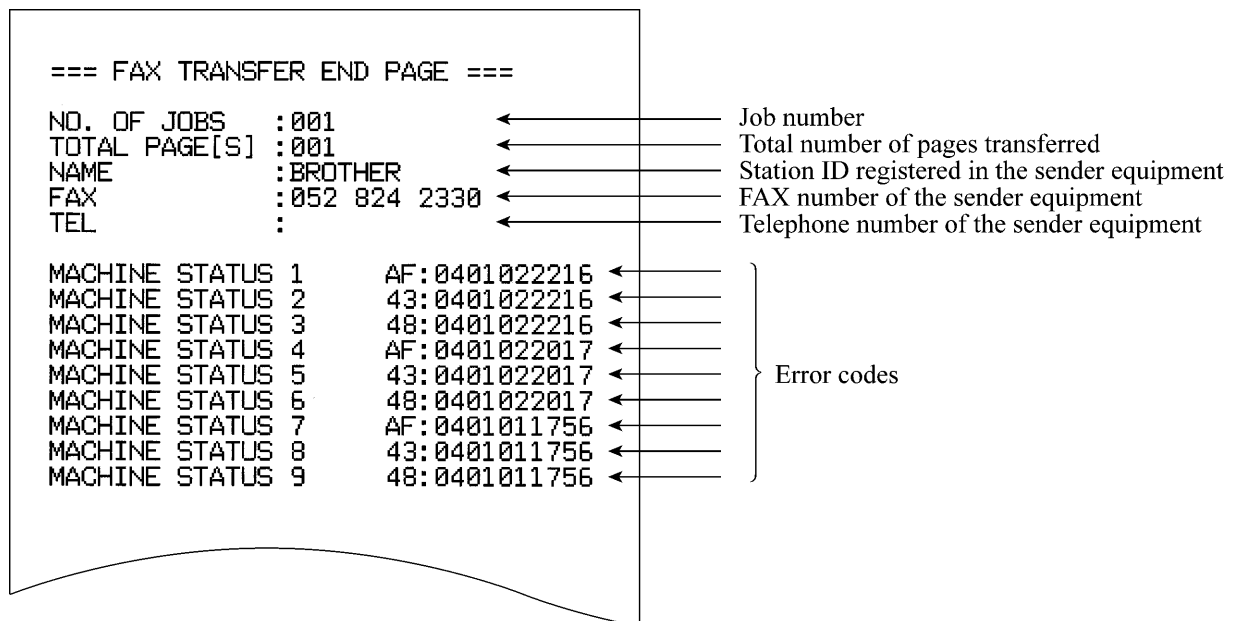 === FAX TRANSFER END PAGE ===
NO. OF JOBS :001 Job number
TOTAL PAGE[S] :001 Total number of pages transferred
NAME :BROTHER Station ID registered in the sender equipment
FAX :052 824 2330 FAX number of the sender equipment
TEL : Telephone number of the sender equipment
MACHINE STATUS 1 AF:0401022216
MACHINE STATUS 2 43:0401022216
MACHINE STATUS 3 48:0401022216
MACHINE STATUS 4 AF:0401022017
MACHINE STATUS 5 43:0401022017 Error codes
MACHINE STATUS 6 48:0401022017
MACHINE STATUS 7 AF:0401011756
MACHINE STATUS 8 43:0401011756
MACHINE STATUS 9 48:0401011756